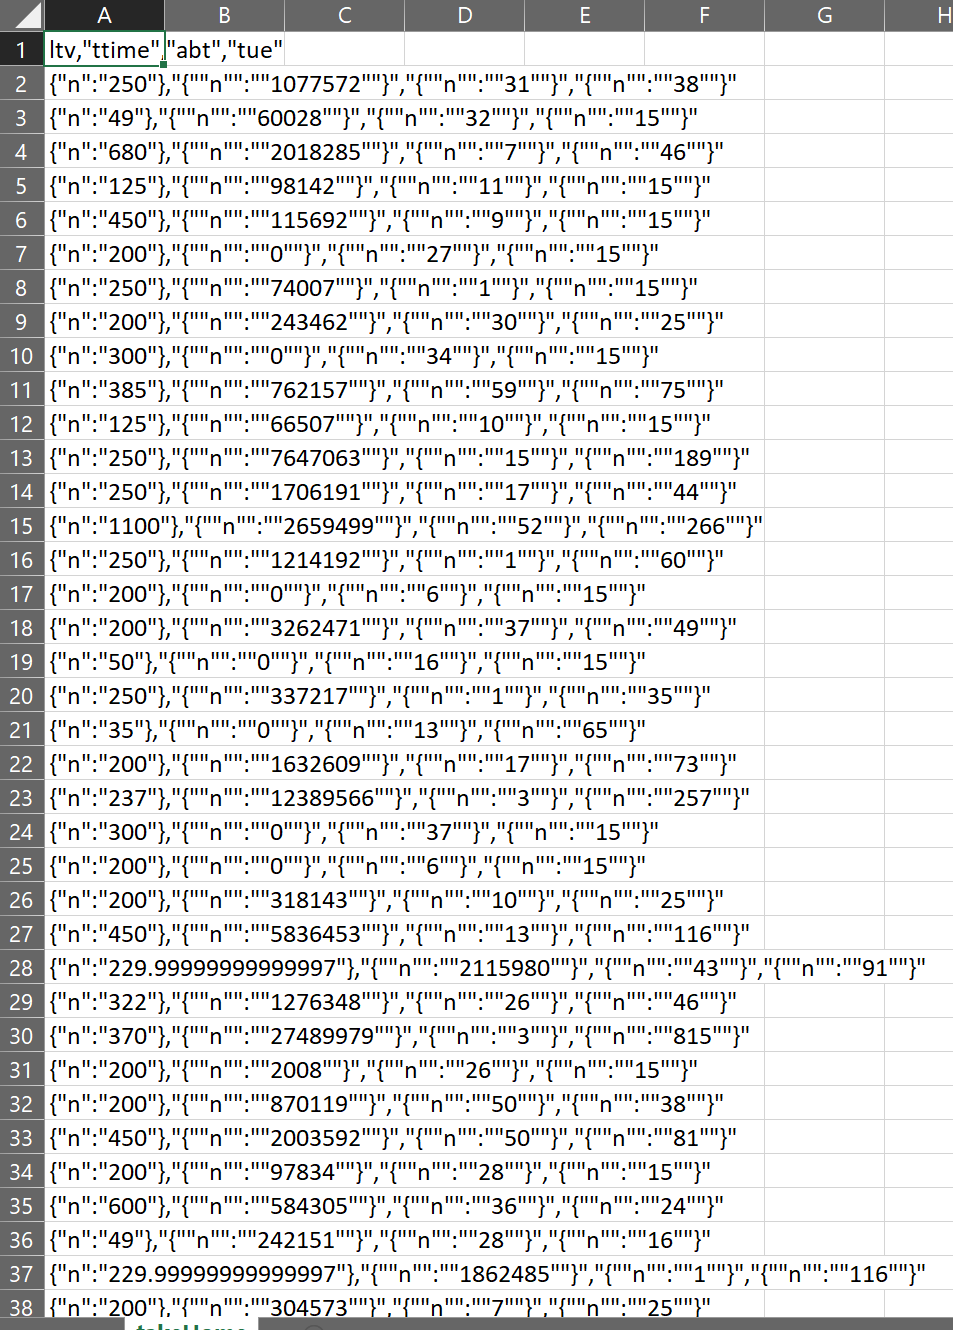 A B C D E F G H
1 ltv,"ttime","abt","tue"
2 {"n":"250"},"{""n"":""1077572""}","{""n"":""31""}","{""n"":""38""}"
3 {"n":"49"},"{""n"":""60028""}","{""n"":""32""}","{""n"":""15""}"
4 {"n":"680"},"{""n"":""2018285""}","{""n"":""7""}","{""n"":""46""}"
5 {"n":"125"},"{""n"":""98142""}","{""n"":""11""}","{""n"":""15""}"
6 {"n":"450"},"{""n"":""115692""}","{""n"":""9""}","{""n"":""15""}"
7 {"n":"200"},"{""n"":""0""}","{""n"":""27""}","{""n"":""15""}"
8 {"n":"250"},"{""n"":""74007""}","{""n"":""1""}","{""n"":""15""}"
9 {"n":"200"},"{""n"":""243462""}","{""n"":""30""}","{""n"":""25""}"
10 {"n":"300"},"{""n"":""0""}","{""n"":""34""}","{""n"":""15""}"
11 {"n":"385"},"{""n"":""762157""}","{""n"":""59""}","{""n"":""75""}"
12 {"n":"125"},"{""n"":""66507""}","{""n"":""10""}","{""n"":""15""}"
13 {"n":"250"},"{""n"":""7647063""}","{""n"":""15""}","{""n"":""189""}"
14 {"n":"250"},"{""n"":""1706191""}","{""n"":""17""}","{""n"":""44""}"
15 {"n":"1100"},"{""n"":""2659499""}","{""n"":""52""}","{""n"":""266""}"
16 {"n":"250"},"{""n"":""1214192""}","{""n"":""1""}","{""n"":""60""}"
17 {"n":"200"},"{""n"":""0""}","{""n"":""6""}","{""n"":""15""}"
18 {"n":"200"},"{""n"":""3262471""}","{""n"":""37""}","{""n"":""49""}"
19 {"n":"50"},"{""n"":""0""}","{""n"":""16""}","{""n"":""15""}"
20 {"n":"250"},"{""n"":""337217""}","{""n"":""1""}","{""n"":""35""}"
21 {"n":"35"},"{""n"":""0""}","{""n"":""13""}","{""n"":""65""}"
22 {"n":"200"},"{""n"":""1632609""}","{""n"":""17""}","{""n"":""73""}"
23 {"n":"237"},"{""n"":""12389566""}","{""n"":""3""}","{""n"":""257""}"
24 {"n":"300"},"{""n"":""0""}","{""n"":""37""}","{""n"":""15""}"
25 {"n":"200"},"{""n"":""0""}","{""n"":""6""}","{""n"":""15""}"
26 {"n":"200"},"{""n"":""318143""}","{""n"":""10""}","{""n"":""25""}"
27 {"n":"450"},"{""n"":""5836453""}","{""n"":""13""}","{""n"":""116""}"
28 {"n":"229.99999999999997"},"{""n"":""2115980""}","{""n"":""43""}","{""n"":""91""}"
29 {"n":"322"},"{""n"":""1276348""}","{""n"":""26""}","{""n"":""46""}"
30 {"n":"370"},"{""n"":""27489979""}","{""n"":""3""}","{""n"":""815""}"
31 {"n":"200"},"{""n"":""2008""}","{""n"":""26""}","{""n"":""15""}"
32 {"n":"200"},"{""n"":""870119""}","{""n"":""50""}","{""n"":""38""}"
33 {"n":"450"},"{""n"":""2003592""}","{""n"":""50""}","{""n"":""81""}"
34 {"n":"200"},"{""n"":""97834""}","{""n"":""28""}","{""n"":""15""}"
35 {"n":"600"},"{""n"":""584305""}","{""n"":""36""}","{""n"":""24""}"
36 {"n":"49"},"{""n"":""242151""}","{""n"":""28""}","{""n"":""16""}"
37 {"n":"229.99999999999997"},"{""n"":""1862485""}","{""n"":""1""}","{""n"":""116""}"
38 {"n":"200"},"{""n"":""304573""}","{""n"":""7""}","{""n"":""25""}"